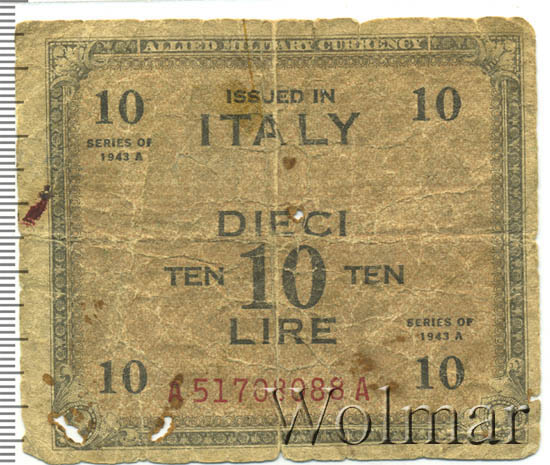 ALLIED MILITARY CURRENCY
10 ISSUED IN 10
SERIES OF 1943 A
ITALY
DIECI
TEN 10 TEN
LIRE
SERIES OF 1943 A
10 10
A 51708088 A
Wolmar